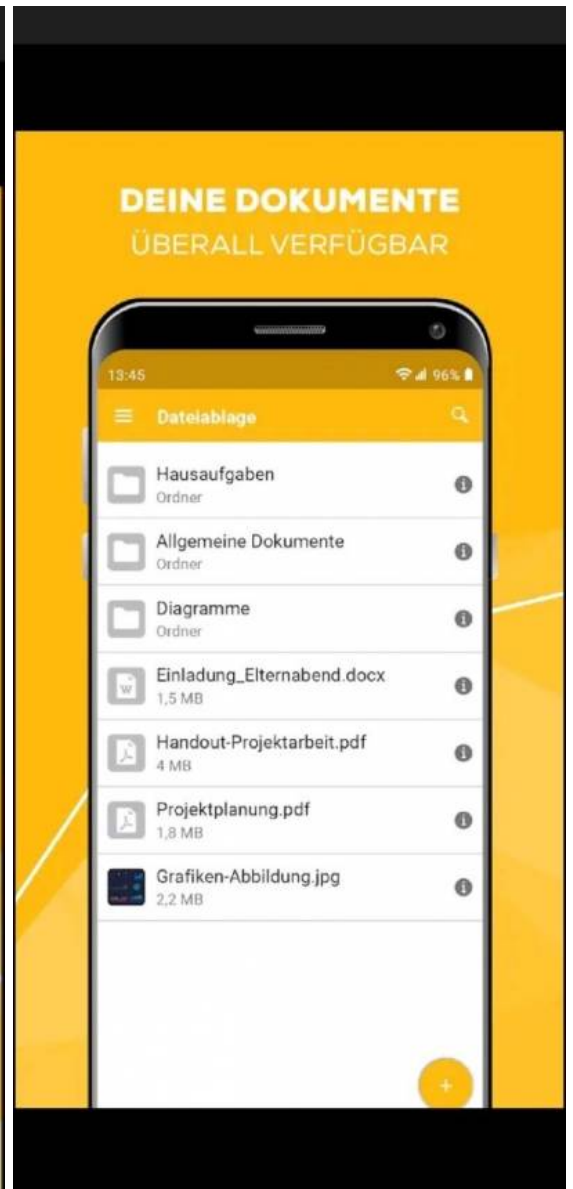 DEINE DOKUMENTE
ÜBERALL VERFÜGBAR
13:45
96%
Dateiablage
Hausaufgaben
Ordner
Allgemeine Dokumente
Ordner
Diagramme
Ordner
Einladung_Elternabend.docx
1,5 MB
Handout-Projektarbeit.pdf
4 MB
Projektplanung.pdf
1,8 MB
Grafiken-Abbildung.jpg
2,2 MB